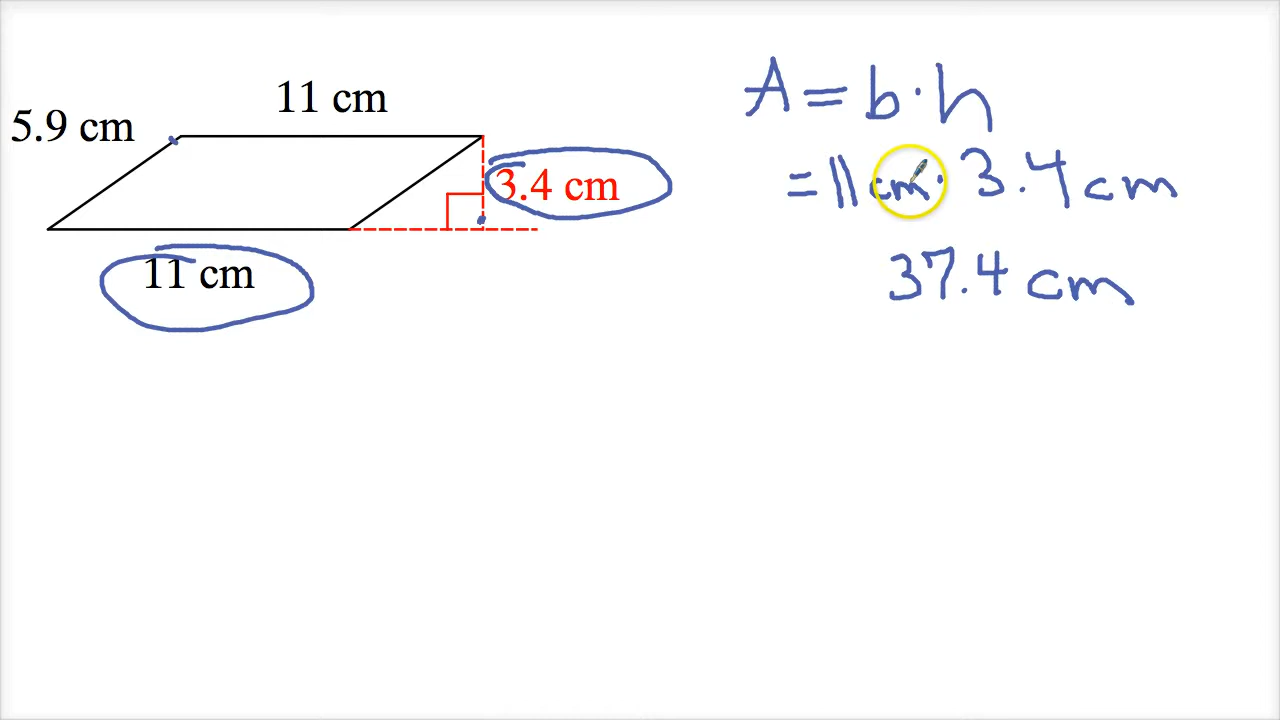 11 cm
5.9 cm
3.4 cm
11 cm
A = b · h
= 11 cm · 3.4 cm
37.4 cm